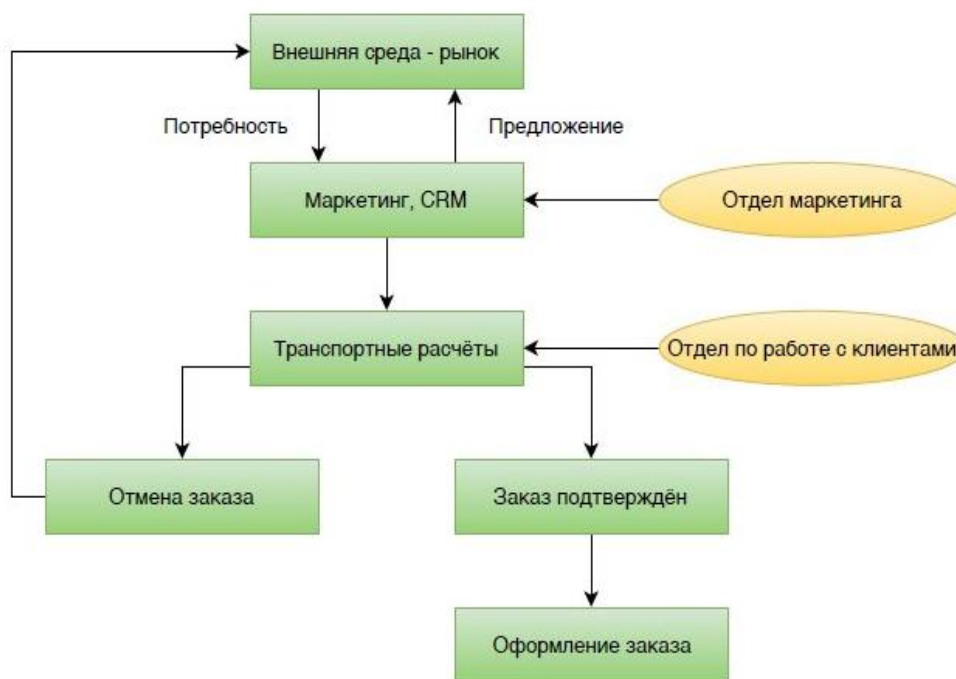 Внешняя среда - рынок
Потребность
Предложение
Маркетинг, CRM
Отдел маркетинга
Транспортные расчёты
Отдел по работе с клиентами
Отмена заказа
Заказ подтверждён
Оформление заказа